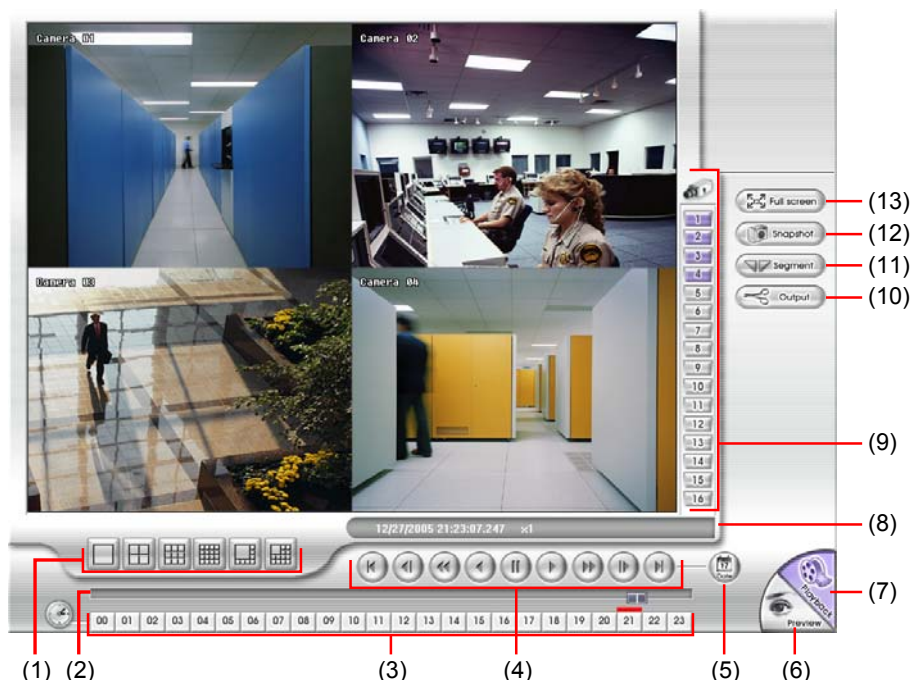 Camera 01
Camera 02
Camera 03
Camera 04
1
2
3
4
5
6
7
8
9
10
11
12
13
14
15
16
Full screen
(13)
Snapshot
(12)
Segment
(11)
Output
(10)
(9)
12/27/2005 21:23:07.247 x1
(8)
(1)
17
Date
Playback
(7)
Preview
00 01 02 03 04 05 06 07 08 09 10 11 12 13 14 15 16 17 18 19 20 21 22 23
(1) (2) (3) (4) (5) (6)